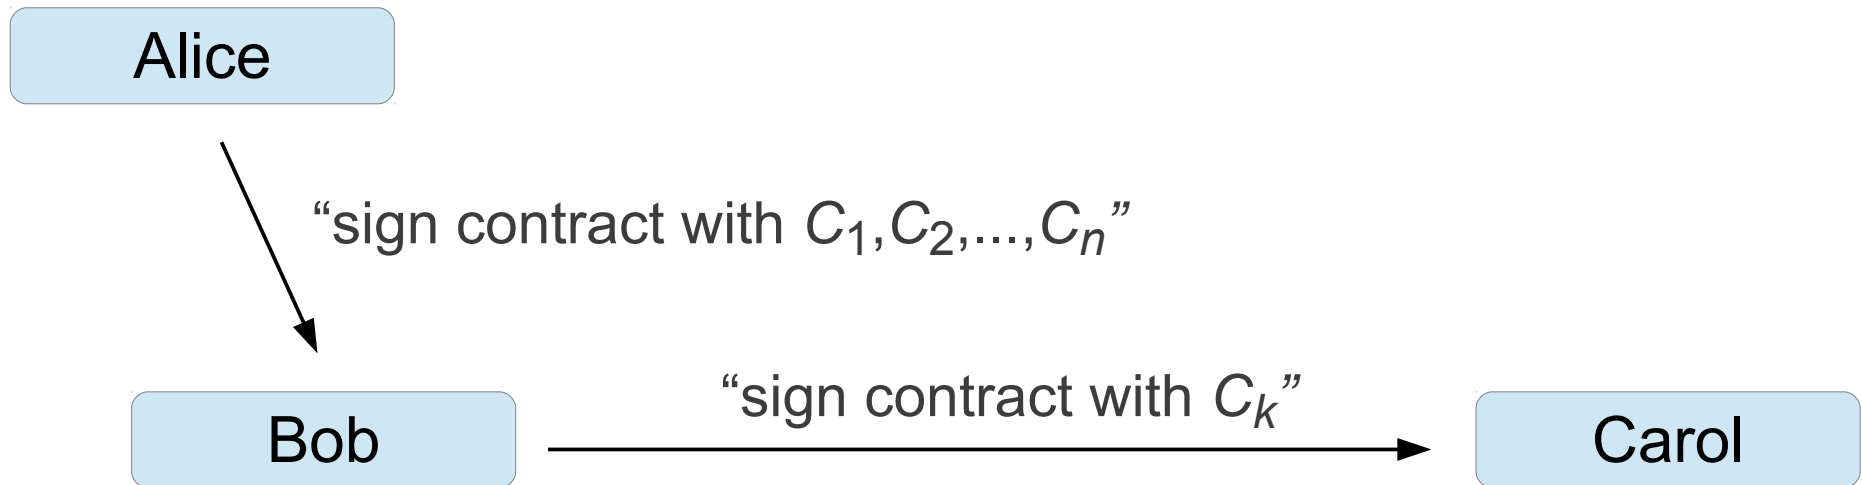 Alice
“sign contract with C1,C2,...,Cn”
“sign contract with Ck”
Bob
Carol